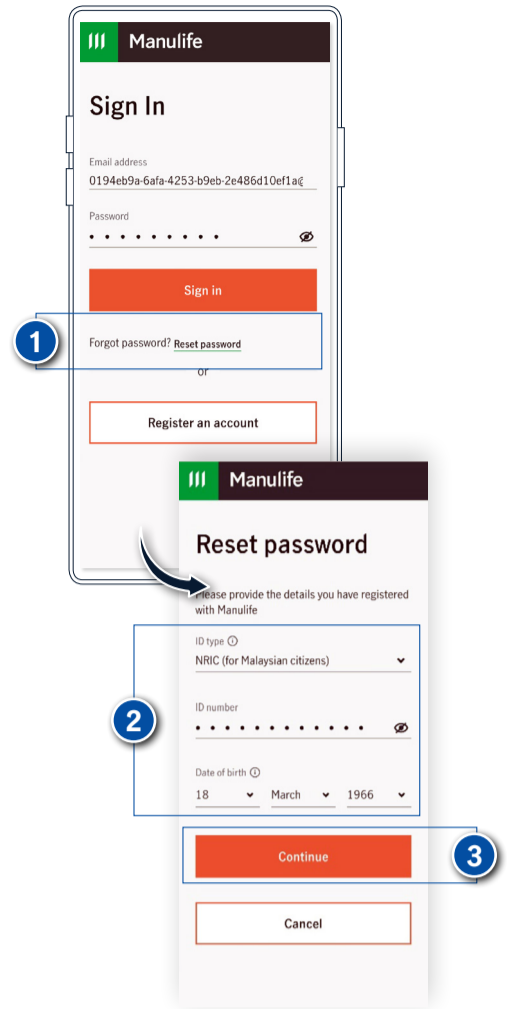 Manulife
Sign In
Email address
0194eb9a-6afa-4253-b9eb-2e486d10ef1a@
Password
Sign in
1
Forgot password? Reset password
or
Register an account
Manulife
Reset password
Please provide the details you have registered
with Manulife
2
ID type
NRIC (for Malaysian citizens)
ID number
Date of birth
18 March 1966
Continue
3
Cancel